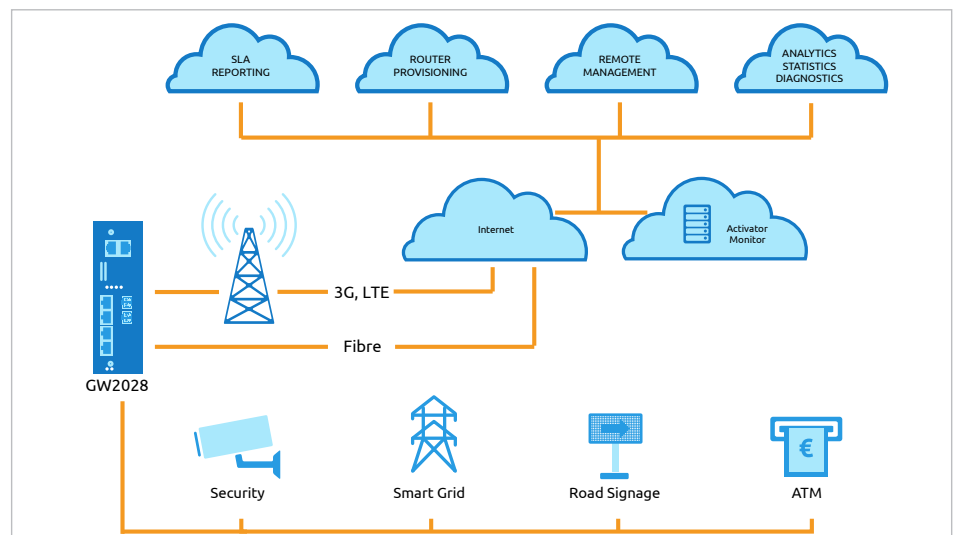 SLA
REPORTING
ROUTER
PROVISIONING
REMOTE
MANAGEMENT
ANALYTICS
STATISTICS
DIAGNOSTICS
Internet
Activator
Monitor
3G, LTE
Fibre
GW2028
€
Security
Smart Grid
Road Signage
ATM